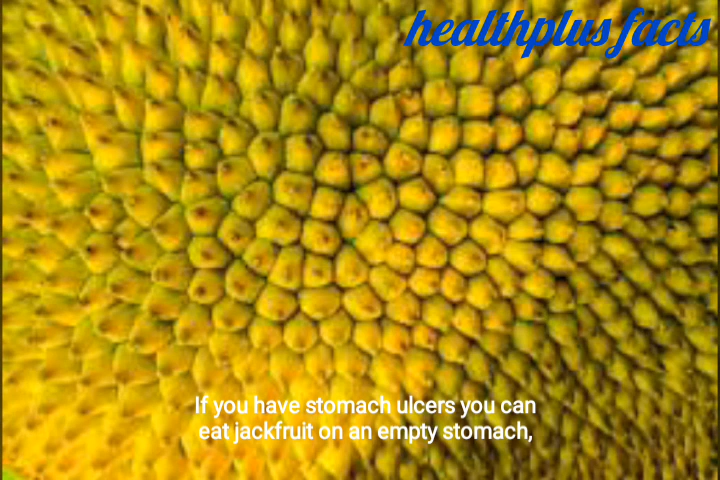 healthplus facts
If you have stomach ulcers you can
eat jackfruit on an empty stomach,